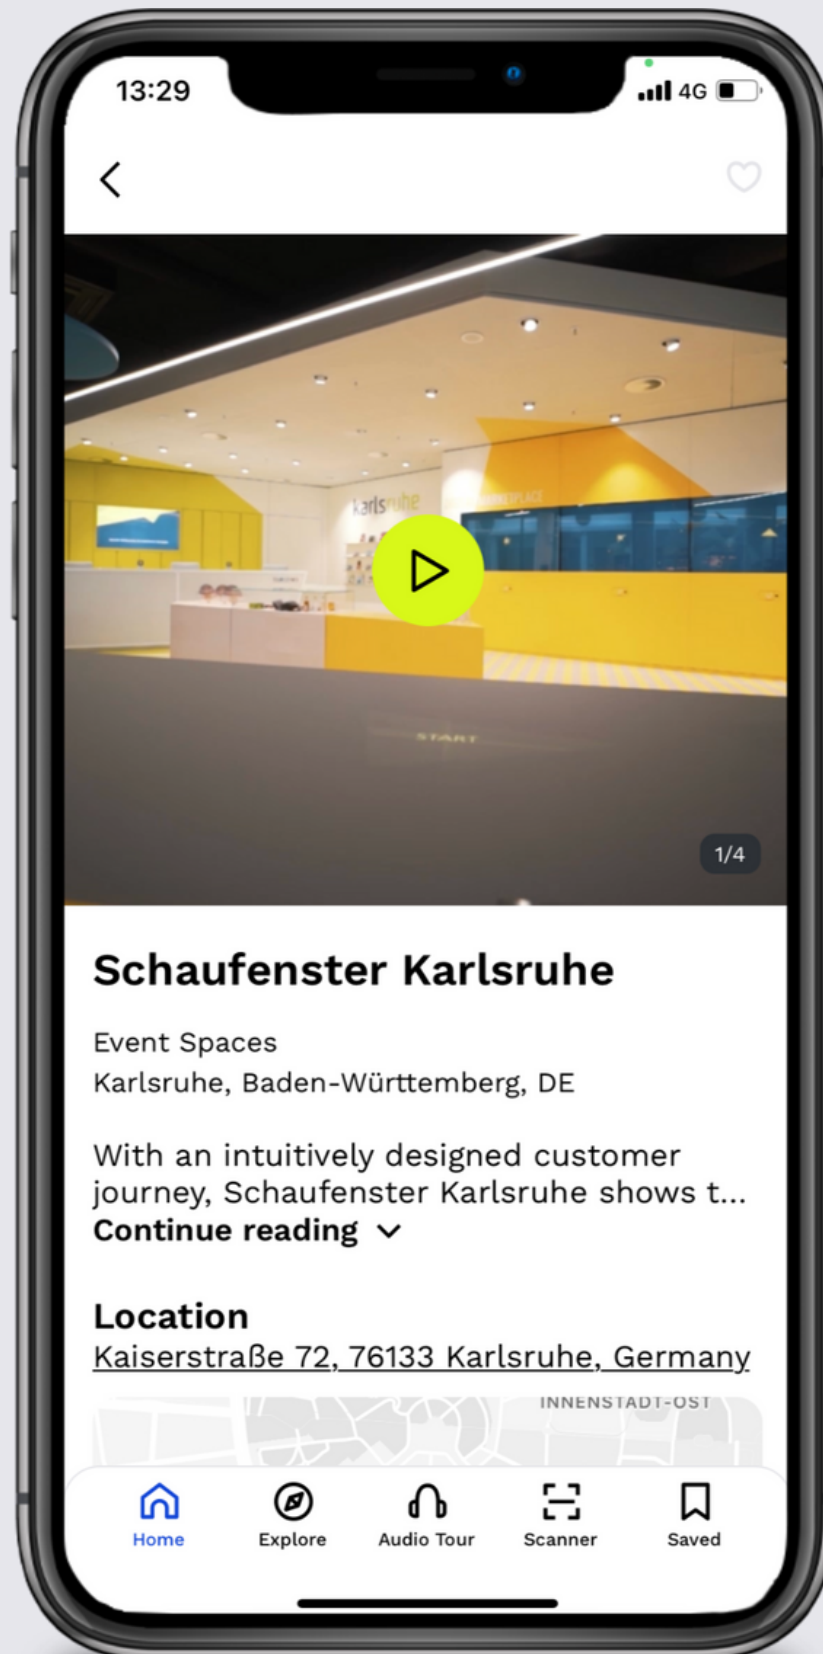 13:29
4G
karlsruhe
START
1/4
Schaufenster Karlsruhe
Event Spaces
Karlsruhe, Baden-Württemberg, DE
With an intuitively designed customer
journey, Schaufenster Karlsruhe shows t...
Continue reading
Location
Kaiserstraße 72, 76133 Karlsruhe, Germany
INNENSTADT-OST
Home
Explore
Audio Tour
Scanner
Saved